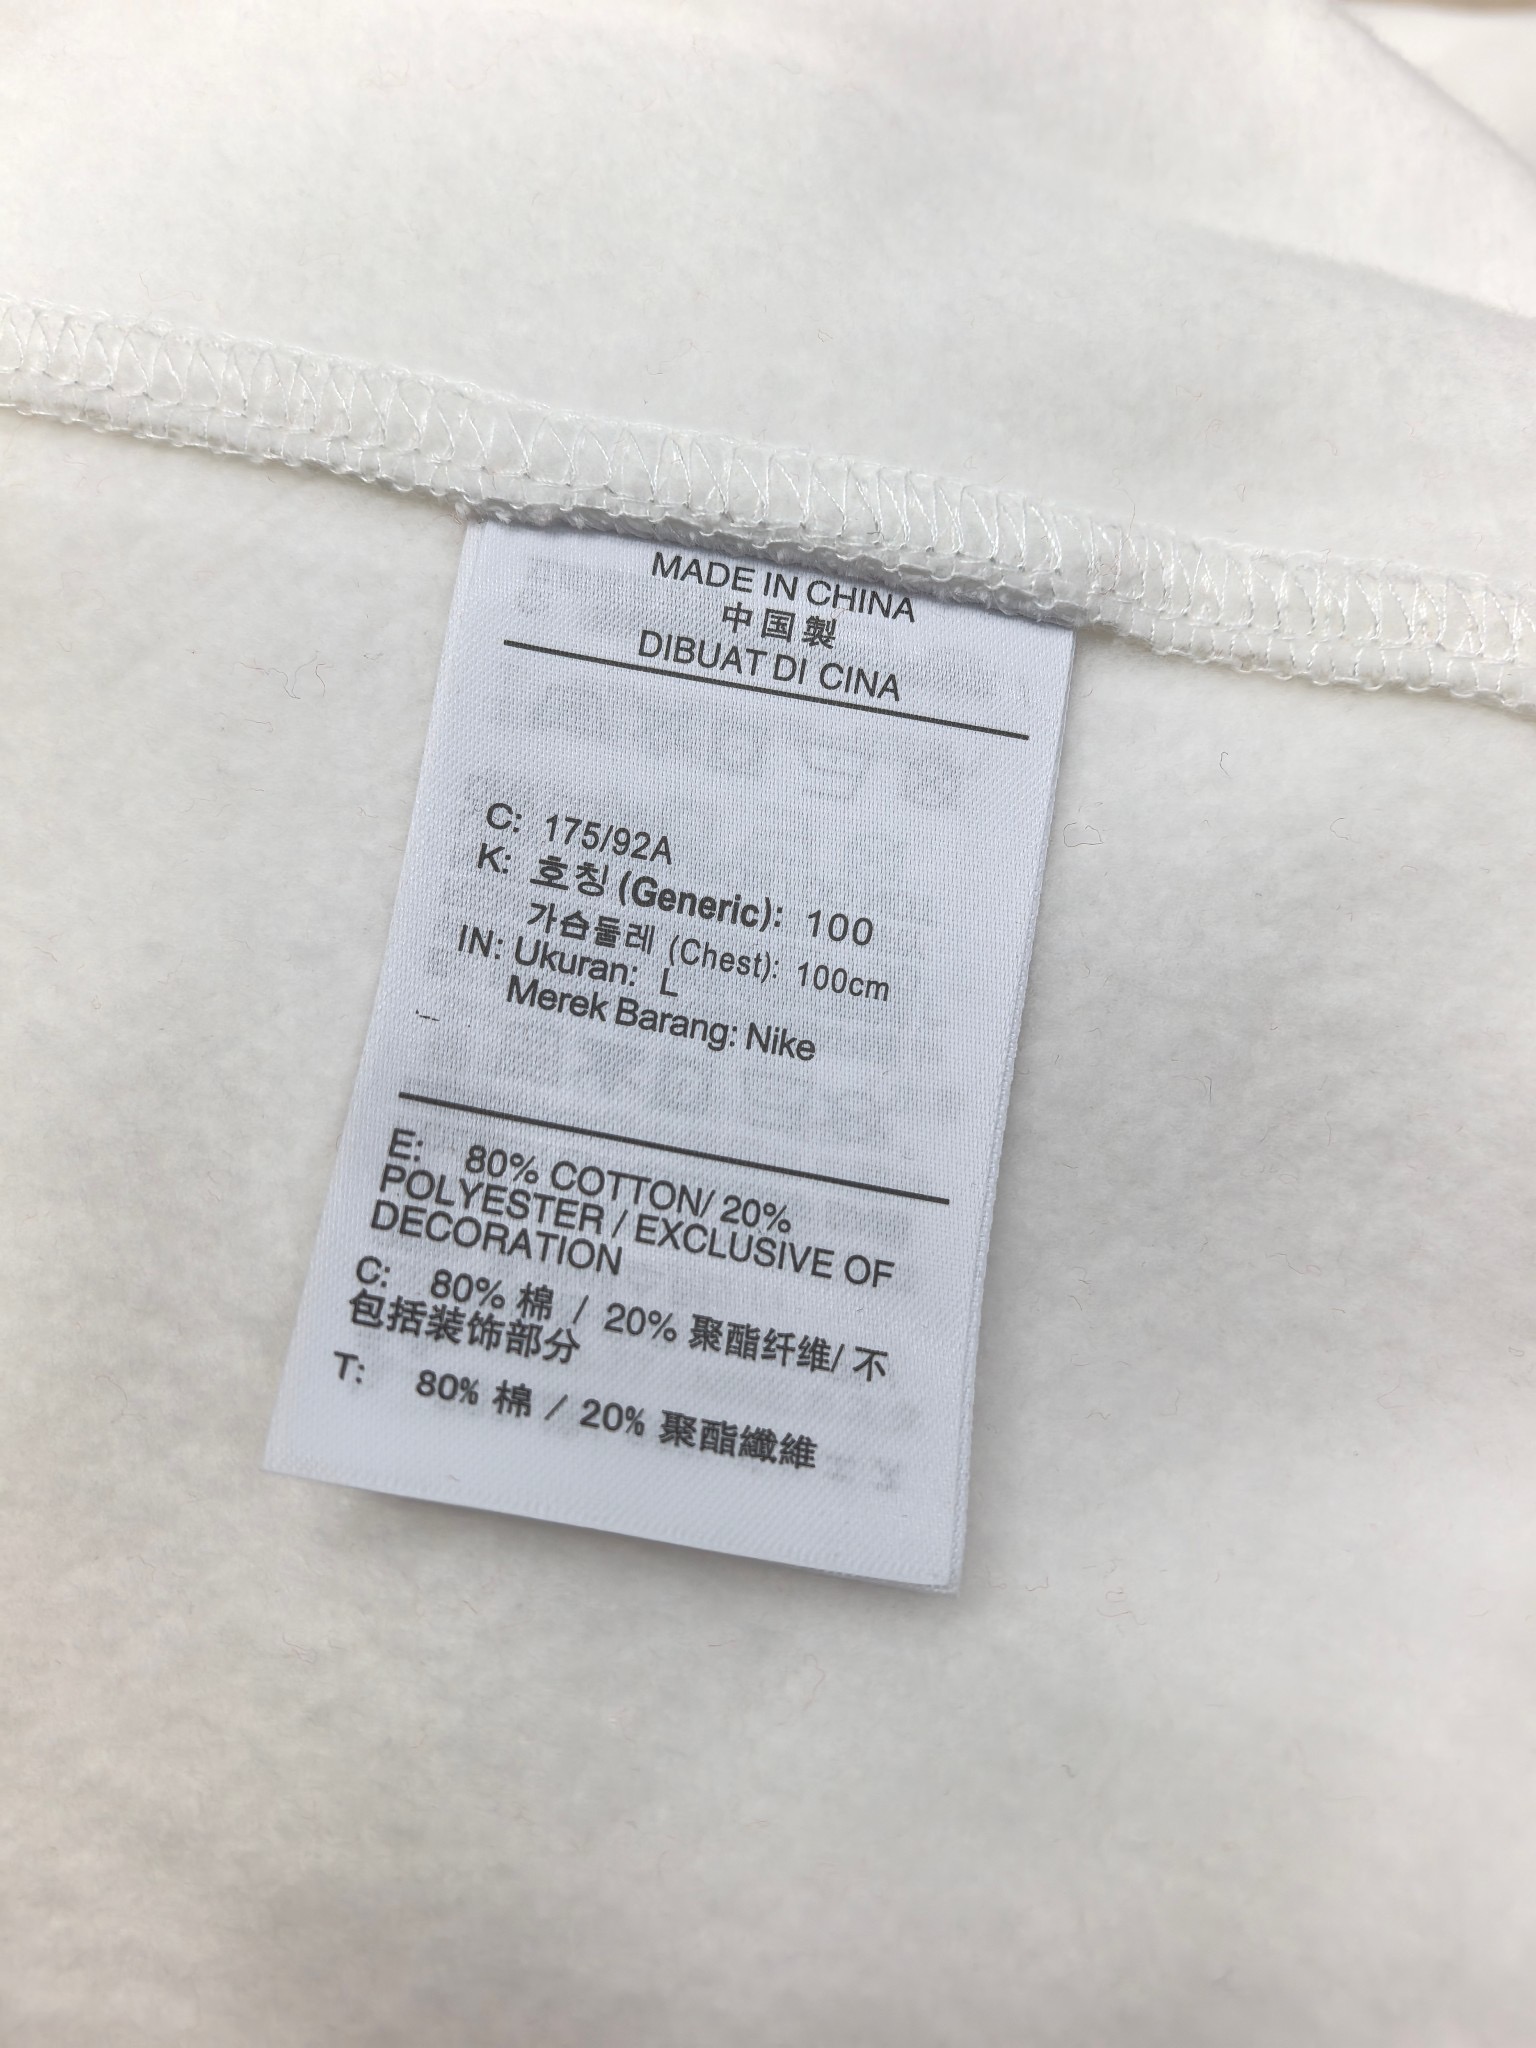 MADE IN CHINA
中国製
DIBUAT DI CINA
C: 175/92A
K: 호칭 (Generic): 100
가슴둘레 (Chest): 100cm
IN: Ukuran: L
Merek Barang: Nike
E: 80% COTTON/ 20%
POLYESTER / EXCLUSIVE OF
DECORATION
C: 80% 棉 / 20% 聚酯纤维/ 不
包括装饰部分
T: 80% 棉 / 20% 聚酯纖維